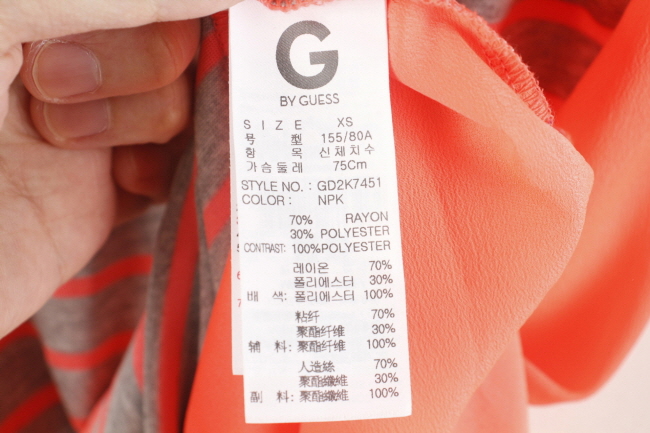 G
BY GUESS
SIZE XS
号 型 155/80A
항 목 신체치수
가슴둘레 75Cm
STYLE NO.: GD2K7451
COLOR: NPK
70% RAYON
30% POLYESTER
CONTRAST: 100%POLYESTER
레이온 70%
폴리에스터 30%
배 색: 폴리에스터 100%
粘纤 70%
聚酯纤维 30%
辅 料: 聚酯纤维 100%
人造絲 70%
聚酯纖維 30%
副 料: 聚酯纖維 100%